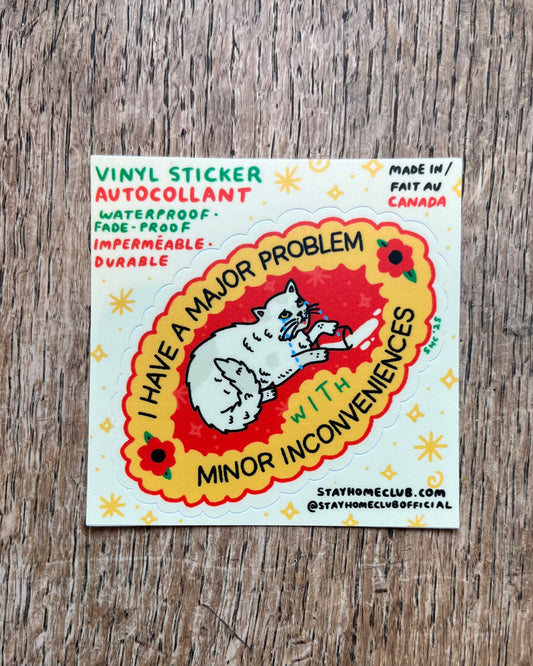 VINYL STICKER
AUTOCOLLANT
WATERPROOF •
FADE-PROOF
IMPERMÉABLE •
DURABLE
MADE IN /
FAIT AU
CANADA
I HAVE A MAJOR PROBLEM
WITH
MINOR INCONVENIENCES
SHC '25
STAYHOMECLUB.COM
@STAYHOMECLUBOFFICIAL